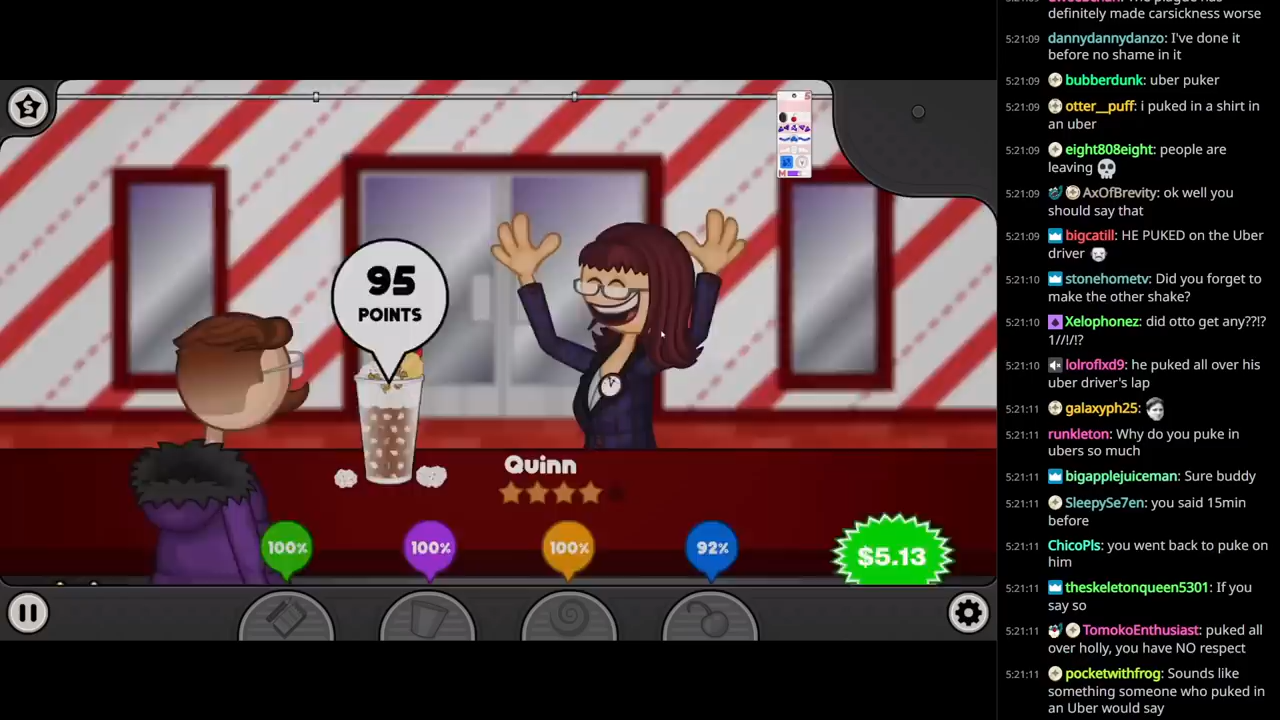 95
POINTS
Quinn
100%
100%
100%
92%
$5.13
definitely made carsickness worse
5:21:09 dannydannydanzo: I've done it
before no shame in it
5:21:09 bubberdunk: uber puker
5:21:09 otter__puff: i puked in a shirt in
an uber
5:21:09 eight808eight: people are
leaving
5:21:09 AxOfBrevity: ok well you
should say that
5:21:09 bigcatill: HE PUKED on the Uber
driver
5:21:10 stonehometv: Did you forget to
make the other shake?
5:21:10 Xelophonez: did otto get any??!?
1//!/!?
5:21:10 lolroflxd9: he puked all over his
uber driver's lap
5:21:11 galaxyph25:
5:21:11 runkleton: Why do you puke in
ubers so much
5:21:11 bigapplejuiceman: Sure buddy
5:21:11 SleepySe7en: you said 15min
before
5:21:11 ChicoPls: you went back to puke on
him
5:21:11 theskeletonqueen5301: If you
say so
5:21:11 TomokoEnthusiast: puked all
over holly, you have NO respect
5:21:11 pocketwithfrog: Sounds like
something someone who puked in
an Uber would say